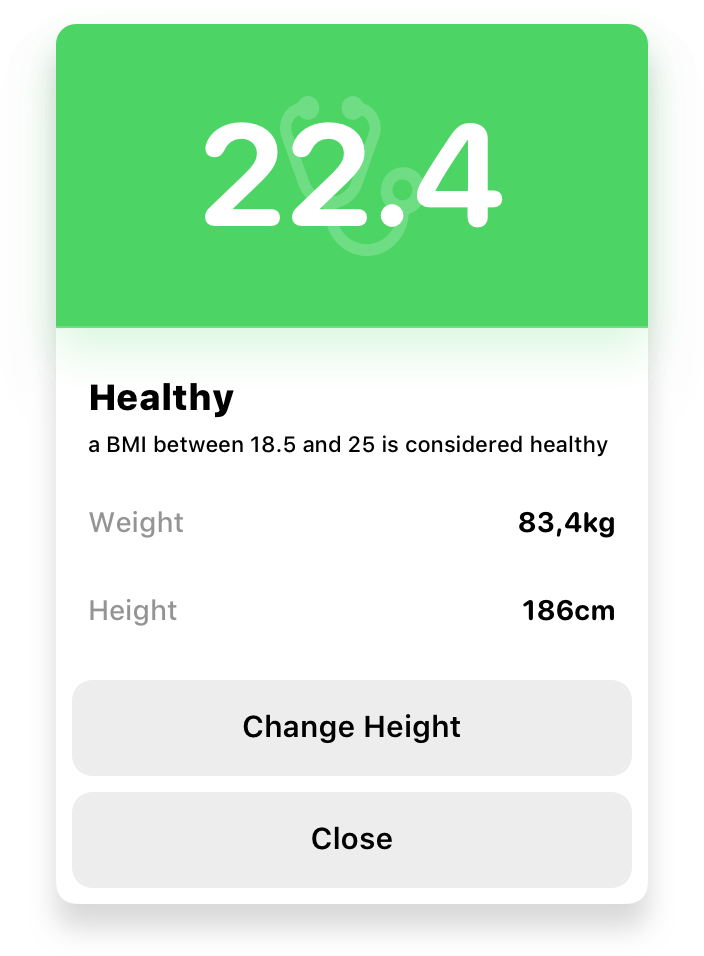 22.4
Healthy
a BMI between 18.5 and 25 is considered healthy
Weight 83,4kg
Height 186cm
Change Height
Close